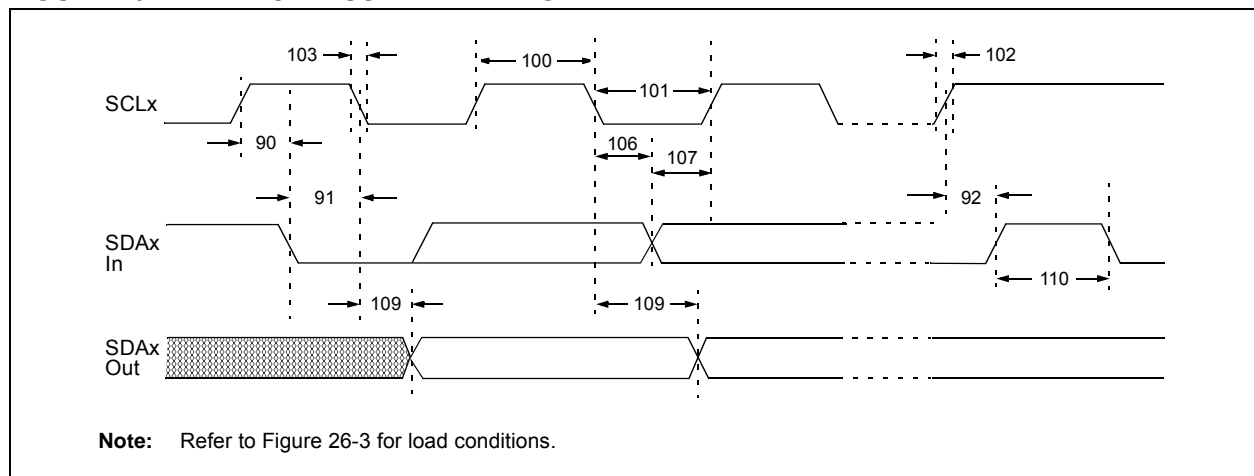 103
100
101
102
SCLx
90
106
107
91
92
SDAx
In
109
109
110
SDAx
Out
Note: Refer to Figure 26-3 for load conditions.